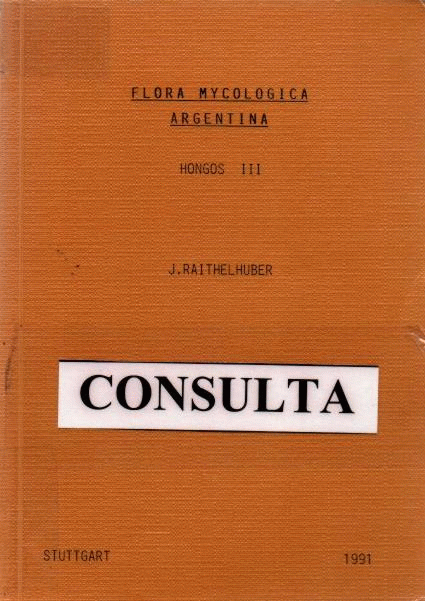 FLORA MYCOLOGICA
ARGENTINA
HONGOS III
J.RAITHELHUBER
CONSULTA
STUTTGART 1991